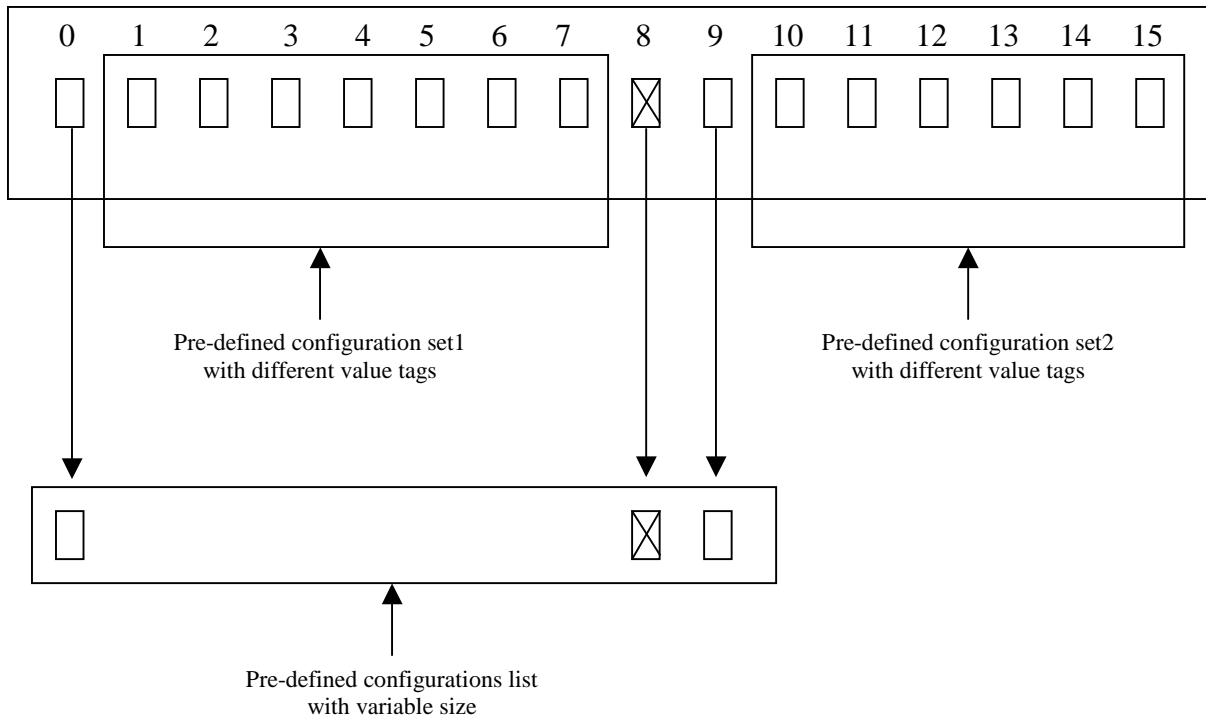 0 1 2 3 4 5 6 7 8 9 10 11 12 13 14 15
Pre-defined configuration set1
with different value tags
Pre-defined configuration set2
with different value tags
Pre-defined configurations list
with variable size